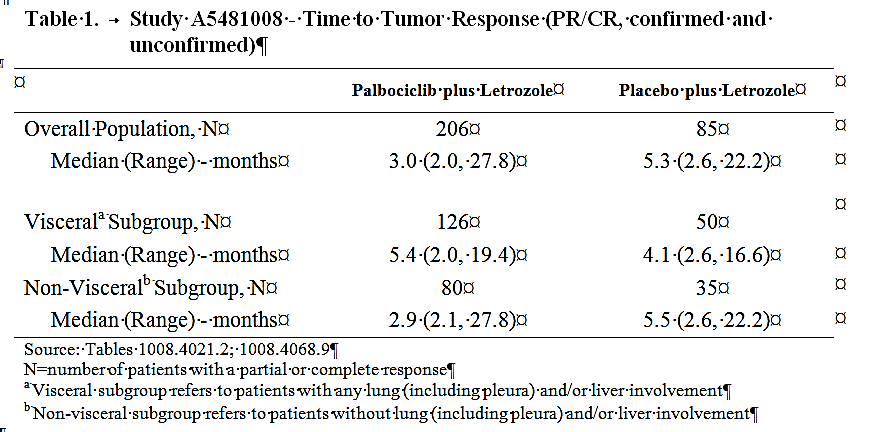 Table 1. → Study A5481008 - Time to Tumor Response (PR/CR, confirmed and
unconfirmed)¶
¤ Palbociclib plus Letrozole¤ Placebo plus Letrozole¤ ¤
Overall Population, N¤ 206¤ 85¤ ¤
Median (Range) - months¤ 3.0 (2.0, 27.8)¤ 5.3 (2.6, 22.2)¤ ¤
¤
Visceralª Subgroup, N¤ 126¤ 50¤ ¤
Median (Range) - months¤ 5.4 (2.0, 19.4)¤ 4.1 (2.6, 16.6)¤ ¤
Non-Visceralᵇ Subgroup, N¤ 80¤ 35¤ ¤
Median (Range) - months¤ 2.9 (2.1, 27.8)¤ 5.5 (2.6, 22.2)¤ ¤
Source: Tables 1008.4021.2; 1008.4068.9¶
N=number of patients with a partial or complete response¶
ª Visceral subgroup refers to patients with any lung (including pleura) and/or liver involvement¶
ᵇ Non-visceral subgroup refers to patients without lung (including pleura) and/or liver involvement¶